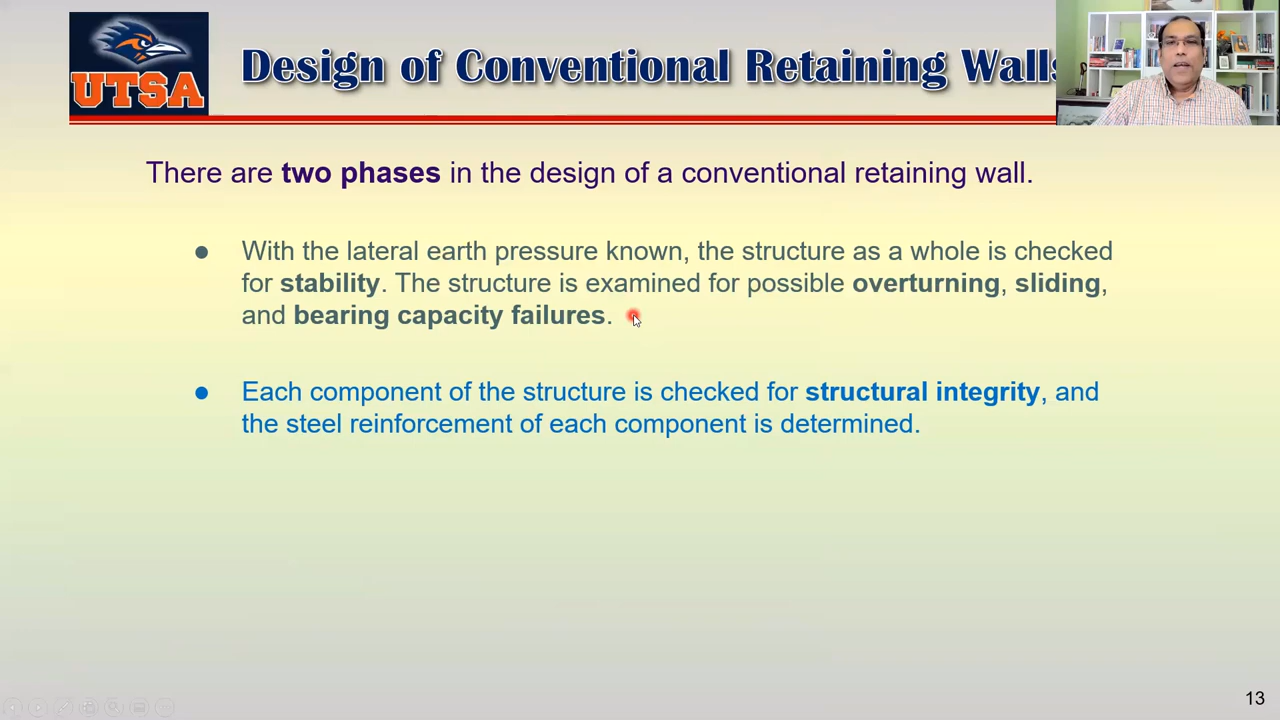 UTSA
Design of Conventional Retaining Walls
There are two phases in the design of a conventional retaining wall.
● With the lateral earth pressure known, the structure as a whole is checked
for stability. The structure is examined for possible overturning, sliding,
and bearing capacity failures.
● Each component of the structure is checked for structural integrity, and
the steel reinforcement of each component is determined.
13